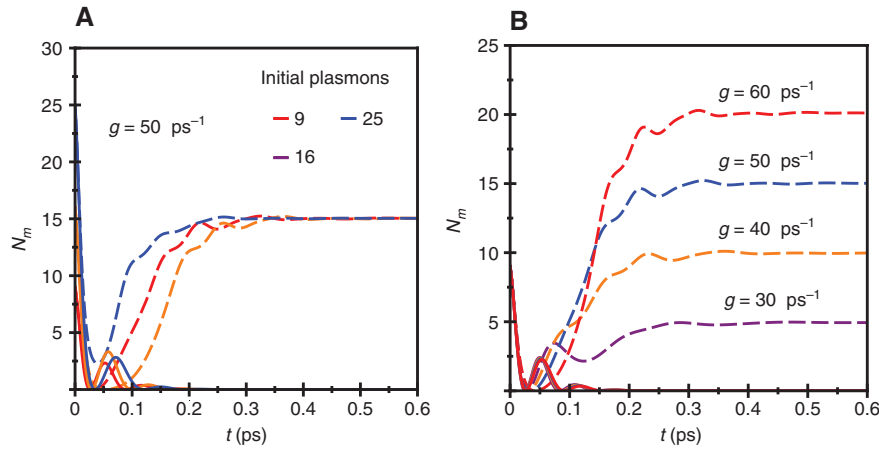 A
30
25
20
15
10
5
N_m
0 0.1 0.2 0.3 0.4 0.5 0.6
t (ps)
Initial plasmons
9 25
16
g = 50 ps⁻¹
B
25
20
15
10
5
0
N_m
0 0.1 0.2 0.3 0.4 0.5 0.6
t (ps)
g = 60 ps⁻¹
g = 50 ps⁻¹
g = 40 ps⁻¹
g = 30 ps⁻¹